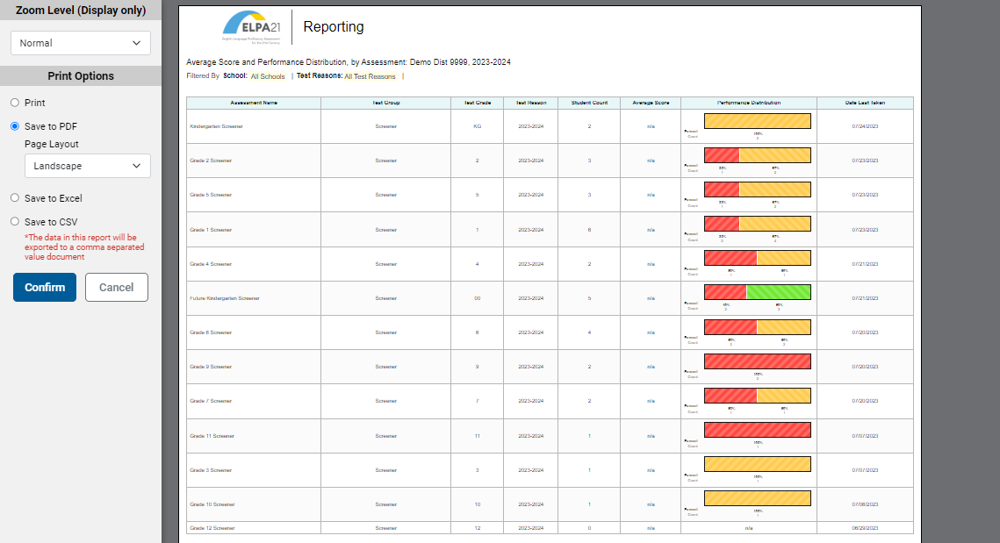 Zoom Level (Display only)
Normal
Print Options
Print
Save to PDF
Page Layout
Landscape
Save to Excel
Save to CSV
*The data in this report will be
exported to a comma separated
value document
Confirm Cancel
ELPA21
Reporting
Average Score and Performance Distribution, by Assessment: Demo Dist 9999, 2023-2024
Filtered By School: All Schools | Test Reasons: All Test Reasons |
Assessment Name Test Group Test Grade Test Reason Student Count Average Score Performance Distribution Date Last Taken
Kindergarten Screener Screener KG 2023-2024 2 n/a 07/24/2023
Percent 100%
Count 2
Grade 2 Screener Screener 2 2023-2024 3 n/a 07/23/2023
Percent 33% 67%
Count 1 2
Grade 5 Screener Screener 5 2023-2024 3 n/a 07/23/2023
Percent 33% 67%
Count 1 2
Grade 1 Screener Screener 1 2023-2024 6 n/a 07/23/2023
Percent 33% 67%
Count 2 4
Grade 4 Screener Screener 4 2023-2024 2 n/a 07/21/2023
Percent 50% 50%
Count 1 1
Future Kindergarten Screener Screener 00 2023-2024 5 n/a 07/21/2023
Percent 40% 60%
Count 2 3
Grade 6 Screener Screener 6 2023-2024 4 n/a 07/20/2023
Percent 50% 50%
Count 2 2
Grade 9 Screener Screener 9 2023-2024 2 n/a 07/20/2023
Percent 100%
Count 2
Grade 7 Screener Screener 7 2023-2024 2 n/a 07/20/2023
Percent 50% 50%
Count 1 1
Grade 11 Screener Screener 11 2023-2024 1 n/a 07/07/2023
Percent 100%
Count 1
Grade 3 Screener Screener 3 2023-2024 1 n/a 07/07/2023
Percent 100%
Count 1
Grade 10 Screener Screener 10 2023-2024 1 n/a 07/06/2023
Percent 100%
Count 1
Grade 12 Screener Screener 12 2023-2024 0 n/a n/a 06/29/2023